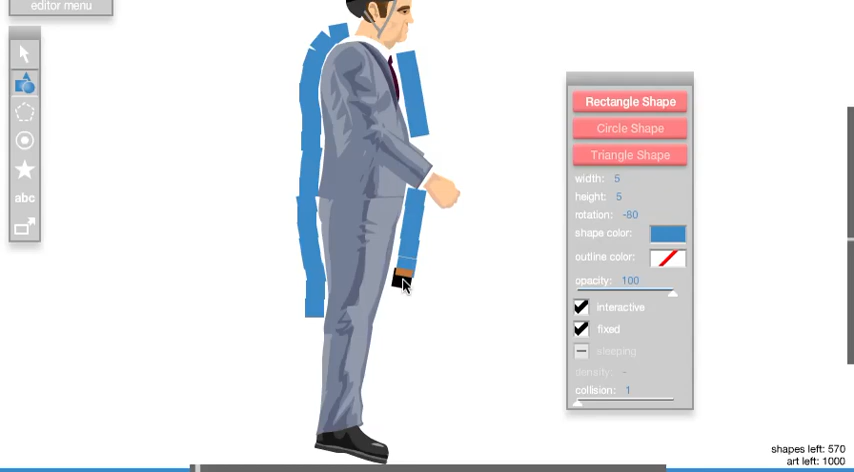 editor menu
abc
Rectangle Shape
Circle Shape
Triangle Shape
width: 5
height: 5
rotation: -80
shape color:
outline color:
opacity: 100
interactive
fixed
sleeping
density: -
collision: 1
shapes left: 570
art left: 1000